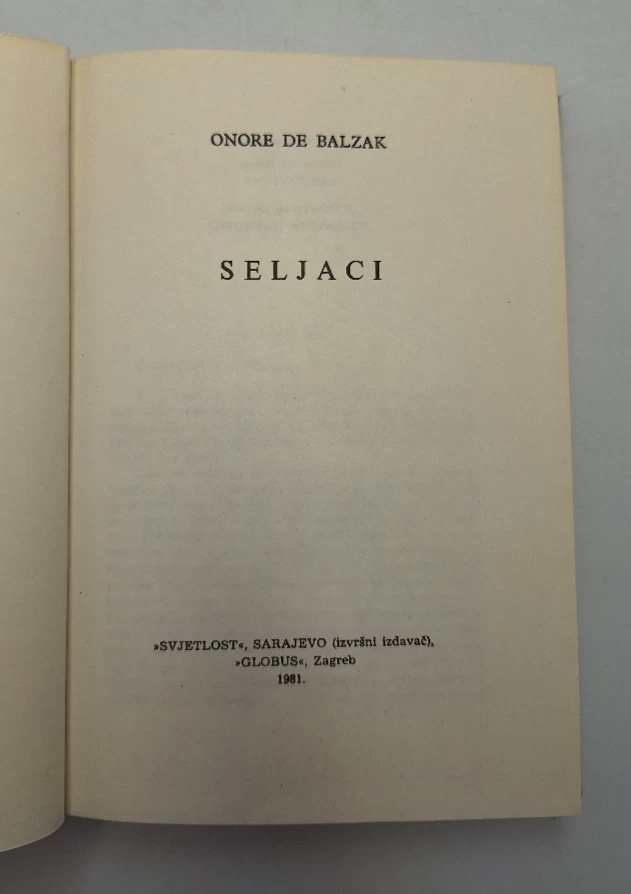 ONORE DE BALZAK
SELJACI
»SVJETLOST«, SARAJEVO (izvršni izdavač),
»GLOBUS«, Zagreb
1981.